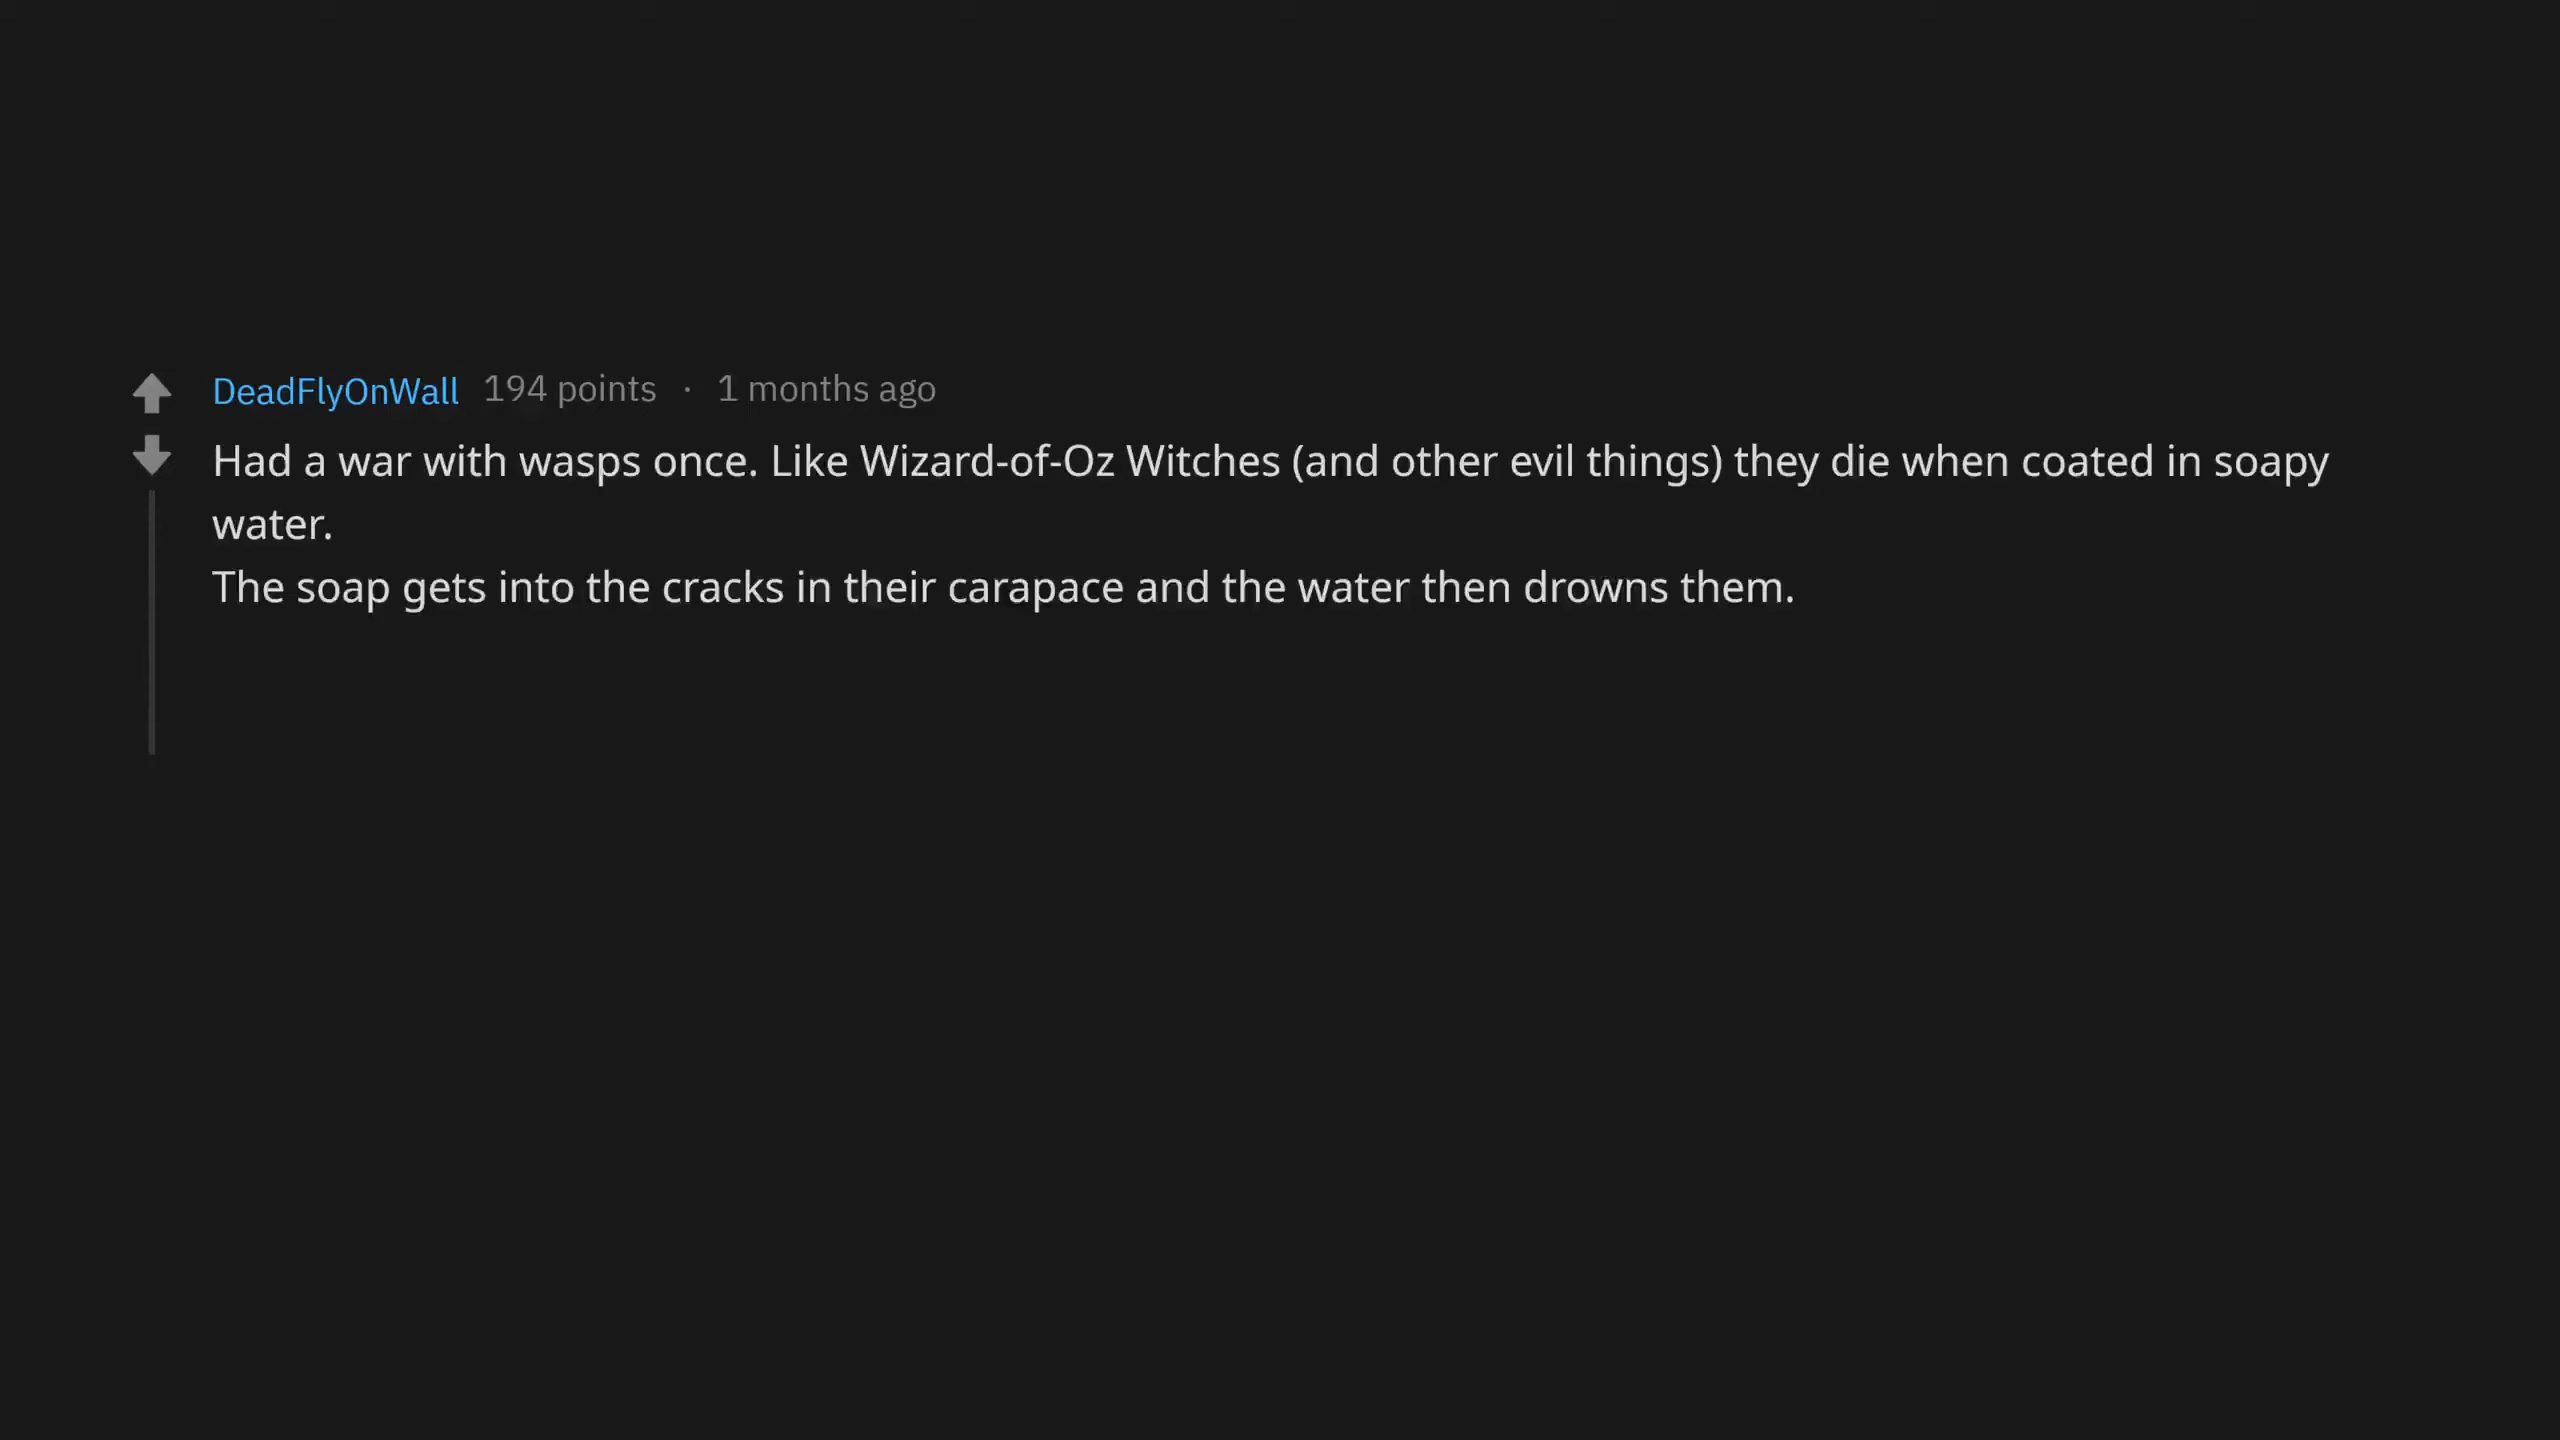 DeadFlyOnWall 194 points · 1 months ago
Had a war with wasps once. Like Wizard-of-Oz Witches (and other evil things) they die when coated in soapy
water.
The soap gets into the cracks in their carapace and the water then drowns them.